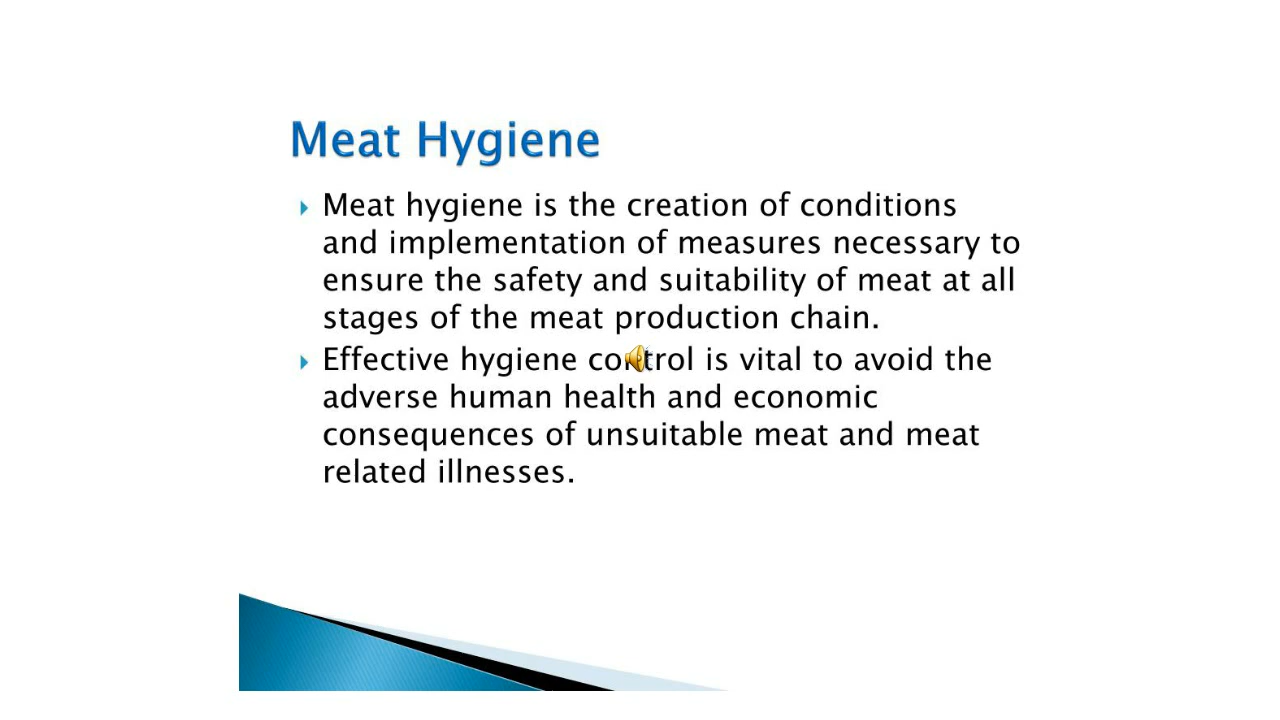 Meat Hygiene
Meat hygiene is the creation of conditions
and implementation of measures necessary to
ensure the safety and suitability of meat at all
stages of the meat production chain.
Effective hygiene control is vital to avoid the
adverse human health and economic
consequences of unsuitable meat and meat
related illnesses.